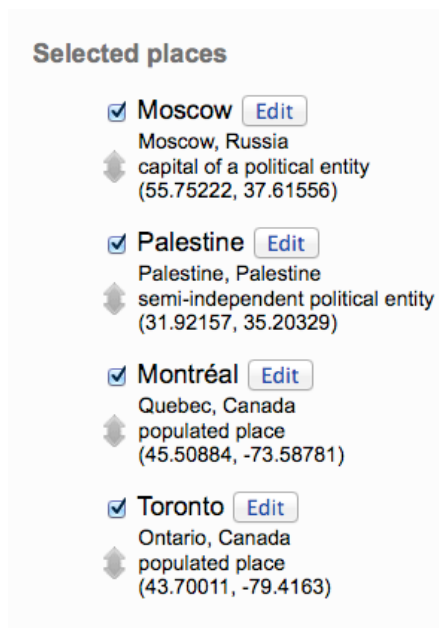 Selected places
Moscow Edit
Moscow, Russia
capital of a political entity
(55.75222, 37.61556)
Palestine Edit
Palestine, Palestine
semi-independent political entity
(31.92157, 35.20329)
Montréal Edit
Quebec, Canada
populated place
(45.50884, -73.58781)
Toronto Edit
Ontario, Canada
populated place
(43.70011, -79.4163)